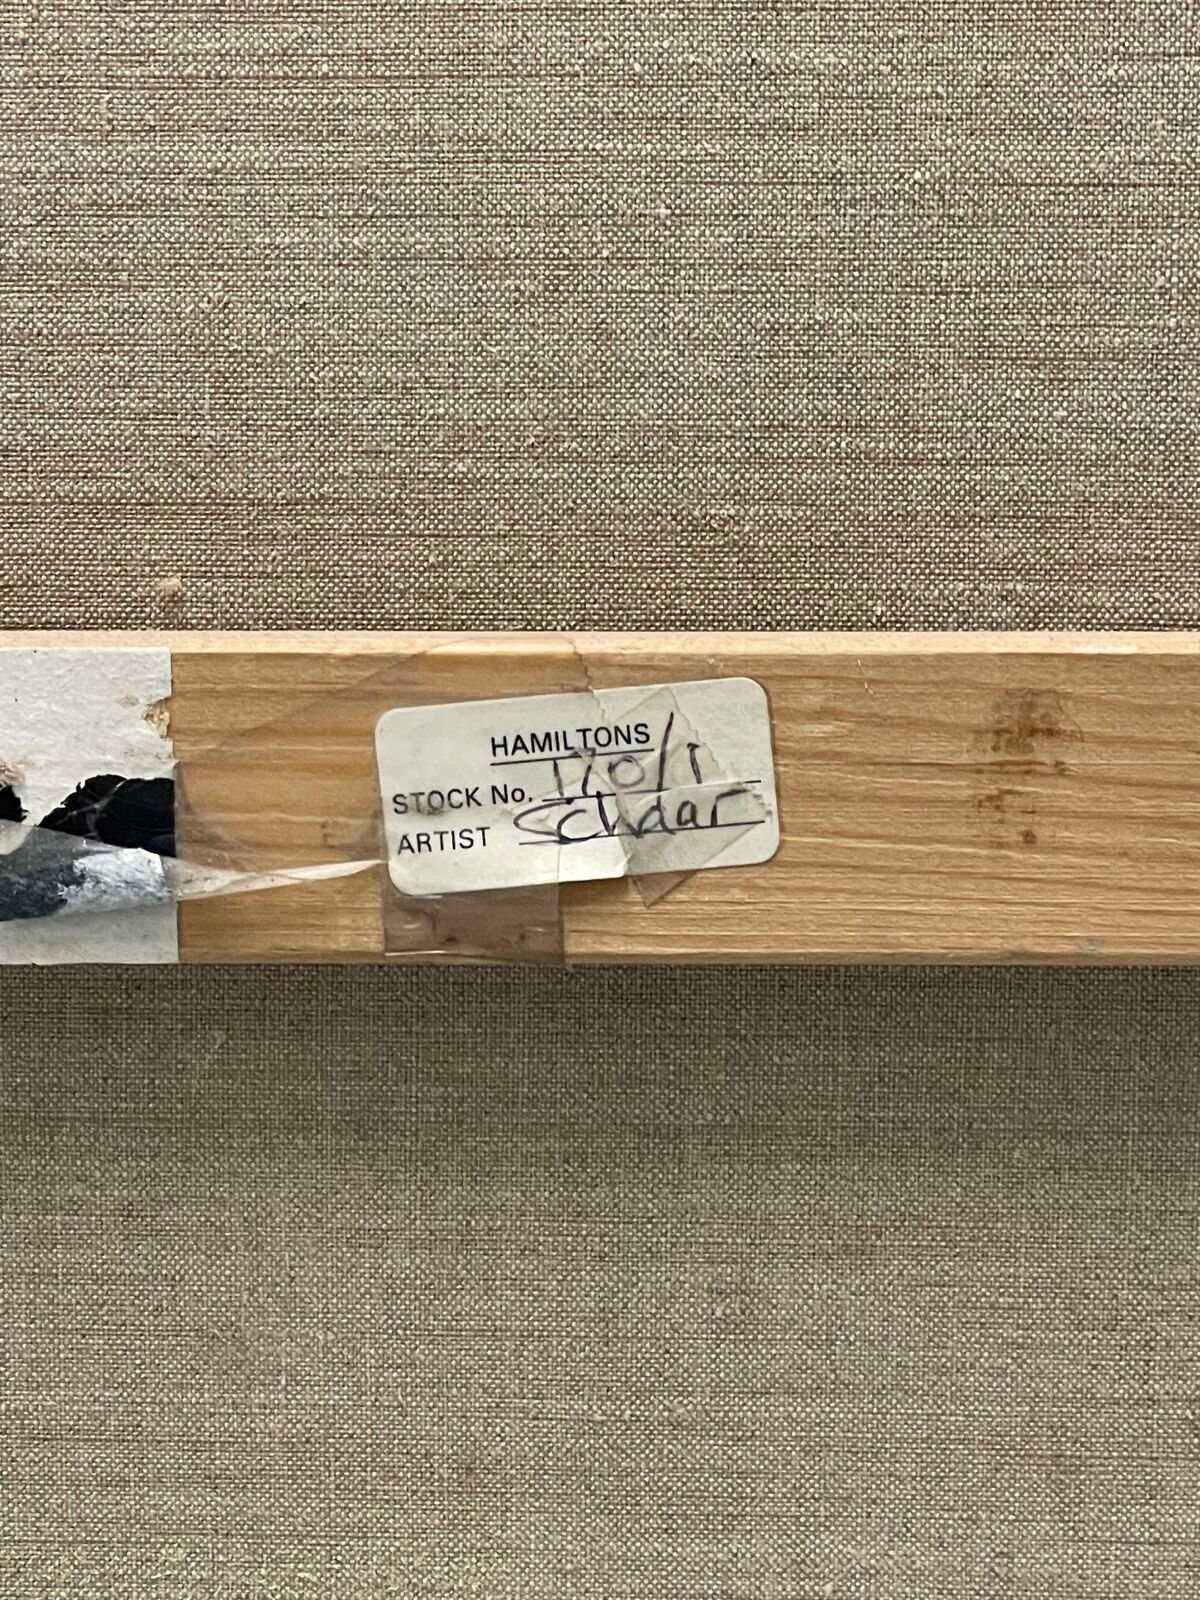 HAMILTONS
STOCK No. 170/1
ARTIST Schaar